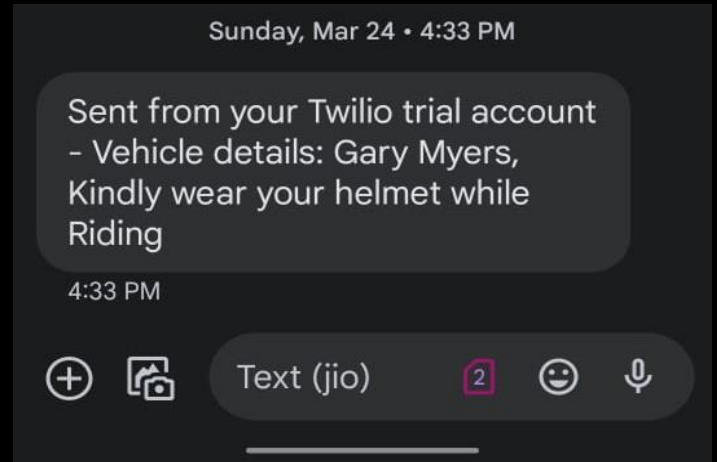 Sunday, Mar 24 • 4:33 PM
Sent from your Twilio trial account
- Vehicle details: Gary Myers,
Kindly wear your helmet while
Riding
4:33 PM
Text (jio)
2